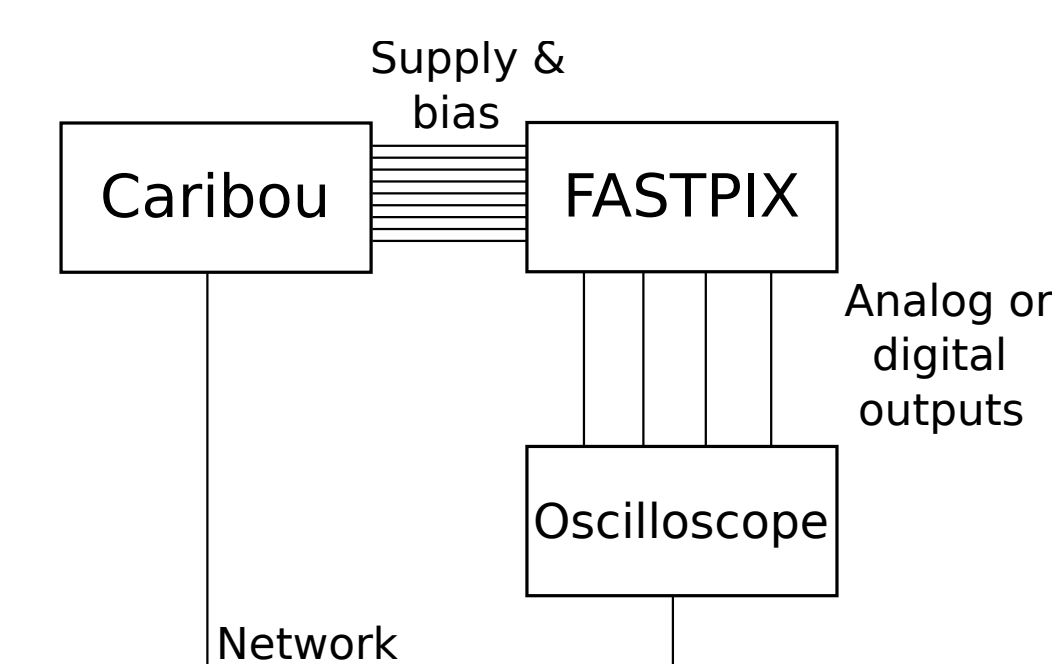 Supply &
bias
Caribou
FASTPIX
Analog or
digital
outputs
Oscilloscope
Network